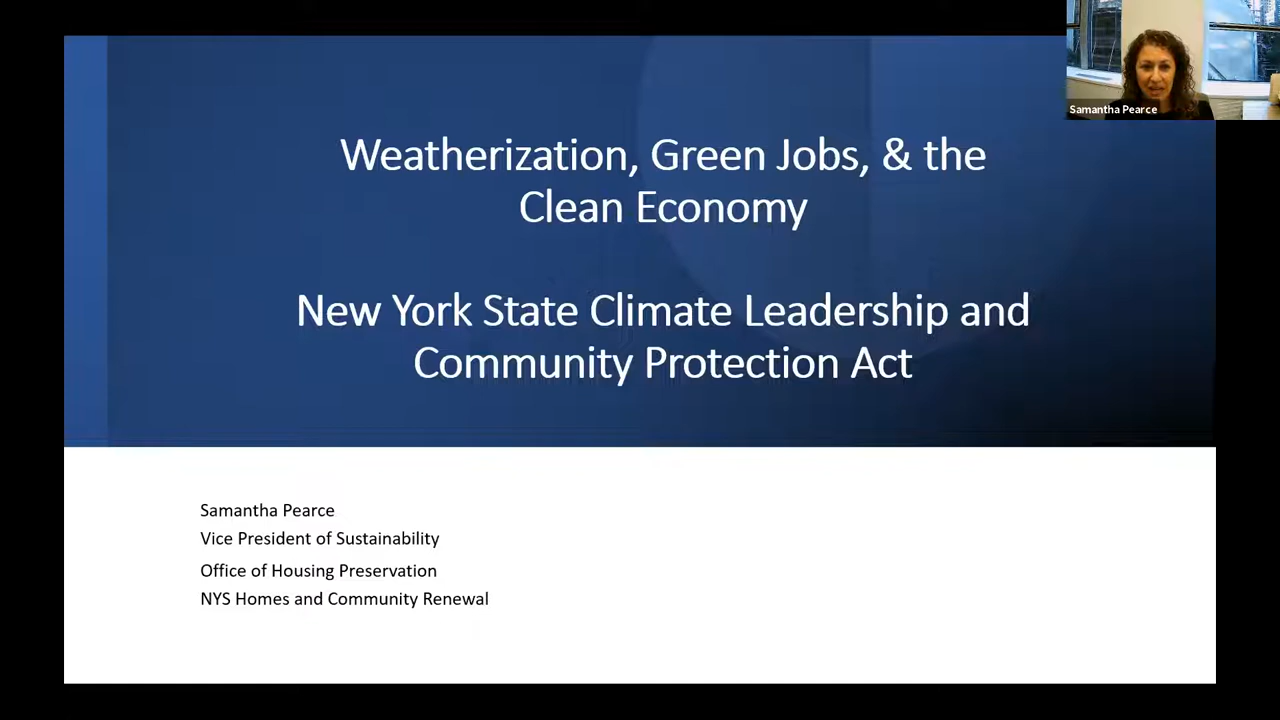 Samantha Pearce
Weatherization, Green Jobs, & the
Clean Economy
New York State Climate Leadership and
Community Protection Act
Samantha Pearce
Vice President of Sustainability
Office of Housing Preservation
NYS Homes and Community Renewal